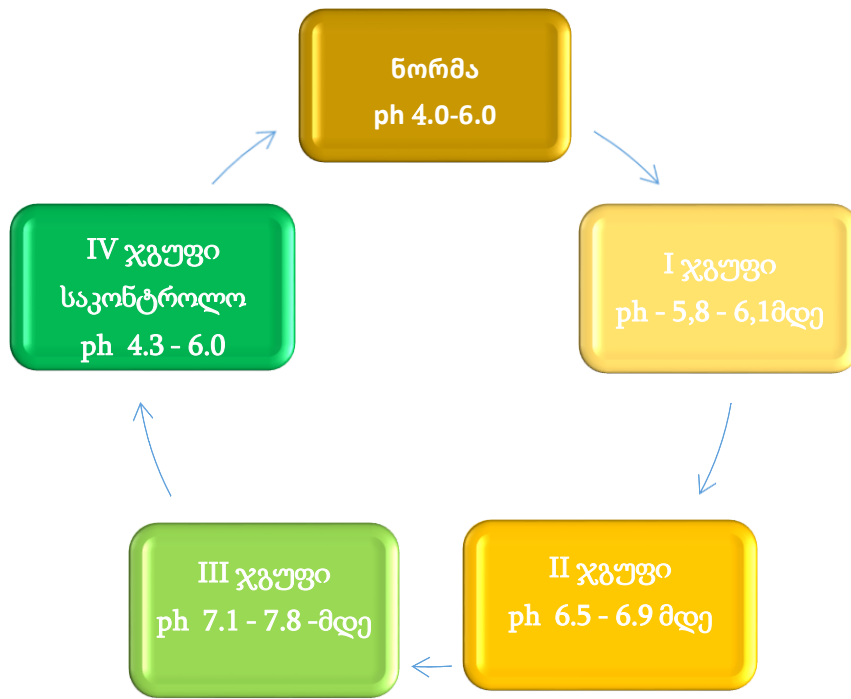 ნორმა
ph 4.0-6.0
I ჯგუფი
ph - 5,8 - 6,1მდე
II ჯგუფი
ph 6.5 - 6.9 მდე
III ჯგუფი
ph 7.1 - 7.8 -მდე
IV ჯგუფი
საკონტროლო
ph 4.3 - 6.0